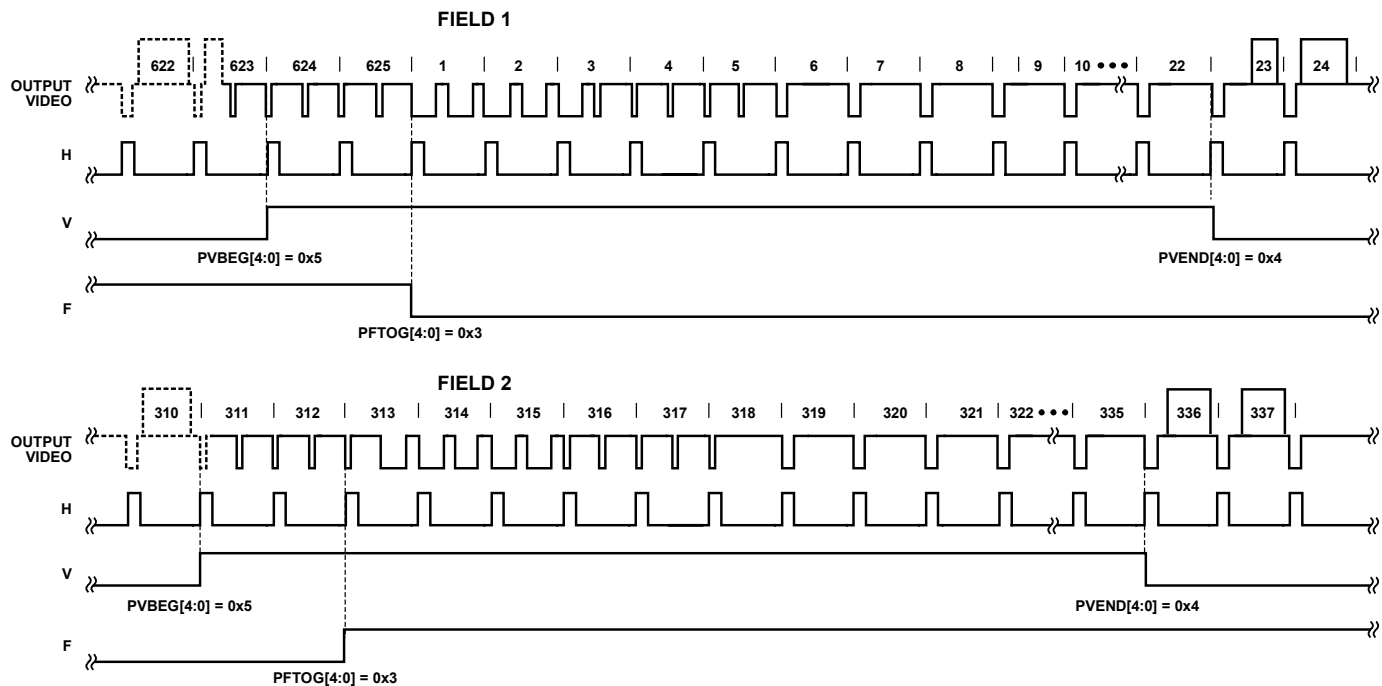 FIELD 1
622 623 624 625 1 2 3 4 5 6 7 8 9 10 ••• 22 23 24
OUTPUT
VIDEO
H
V
PVBEG[4:0] = 0x5 PVEND[4:0] = 0x4
F
PFTOG[4:0] = 0x3
FIELD 2
310 311 312 313 314 315 316 317 318 319 320 321 322 ••• 335 336 337
OUTPUT
VIDEO
H
V
PVBEG[4:0] = 0x5 PVEND[4:0] = 0x4
F
PFTOG[4:0] = 0x3